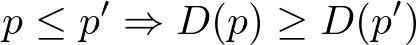 p ≤ p′ ⇒ D(p) ≥ D(p′)